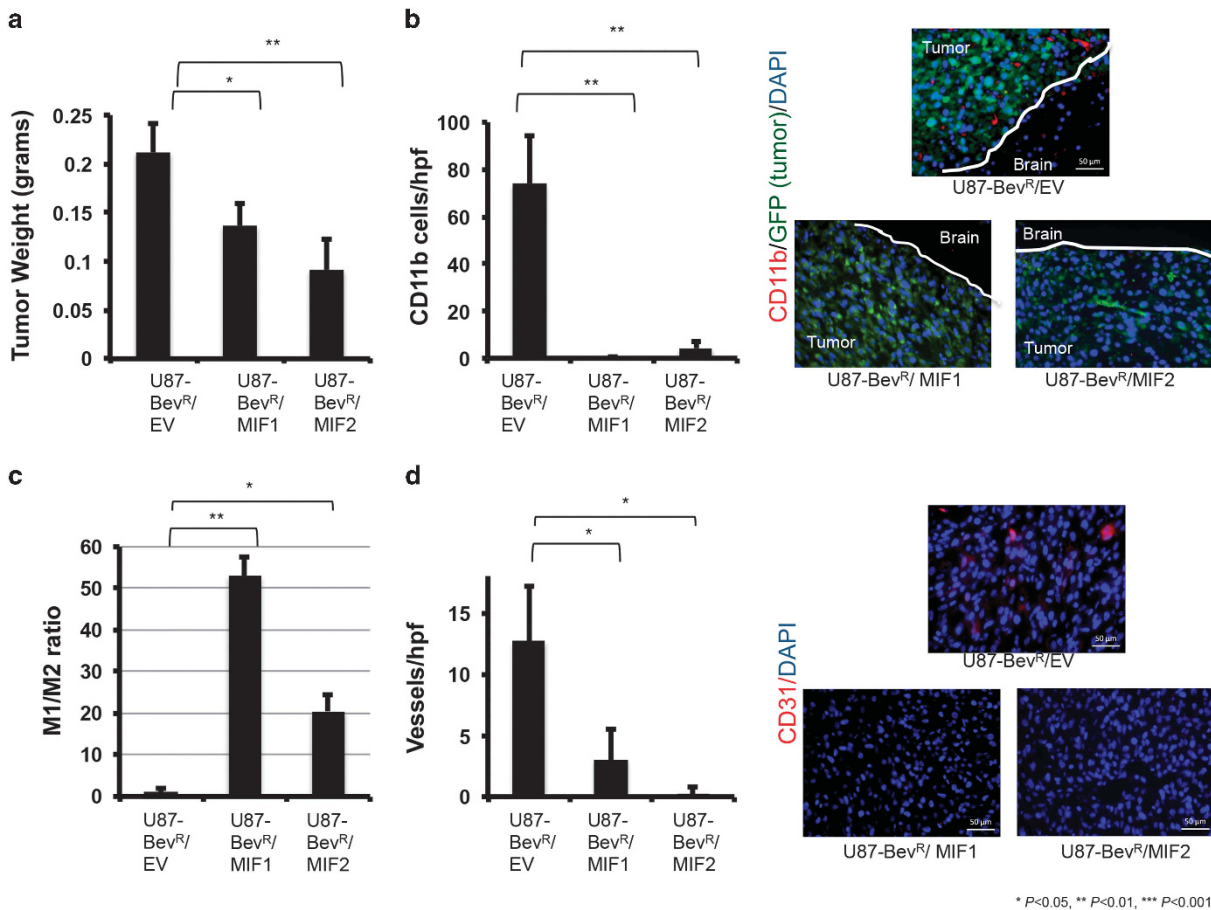 a
**
*
Tumor Weight (grams)
0.25
0.2
0.15
0.1
0.05
0
U87-
Bevᴿ/
EV
U87-
Bevᴿ/
MIF1
U87-
Bevᴿ/
MIF2
b
**
**
CD11b cells/hpf
100
80
60
40
20
0
U87-
Bevᴿ/
EV
U87-
Bevᴿ/
MIF1
U87-
Bevᴿ/
MIF2
CD11b/GFP (tumor)/DAPI
Tumor
Brain
50 µm
U87-Bevᴿ/EV
Brain
Tumor
U87-Bevᴿ/ MIF1
Brain
Tumor
U87-Bevᴿ/MIF2
c
*
**
M1/M2 ratio
60
50
40
30
20
10
0
U87-
Bevᴿ/
EV
U87-
Bevᴿ/
MIF1
U87-
Bevᴿ/
MIF2
d
*
*
Vessels/hpf
15
10
5
0
U87-
Bevᴿ/
EV
U87-
Bevᴿ/
MIF1
U87-
Bevᴿ/
MIF2
CD31/DAPI
50 µm
U87-Bevᴿ/EV
50 µm
U87-Bevᴿ/ MIF1
50 µm
U87-Bevᴿ/MIF2
* P<0.05, ** P<0.01, *** P<0.001